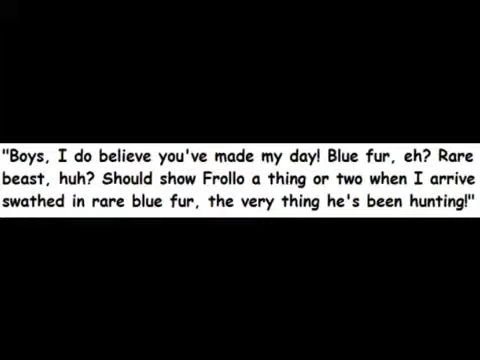 "Boys, I do believe you've made my day! Blue fur, eh? Rare
beast, huh? Should show Frollo a thing or two when I arrive
swathed in rare blue fur, the very thing he's been hunting!"